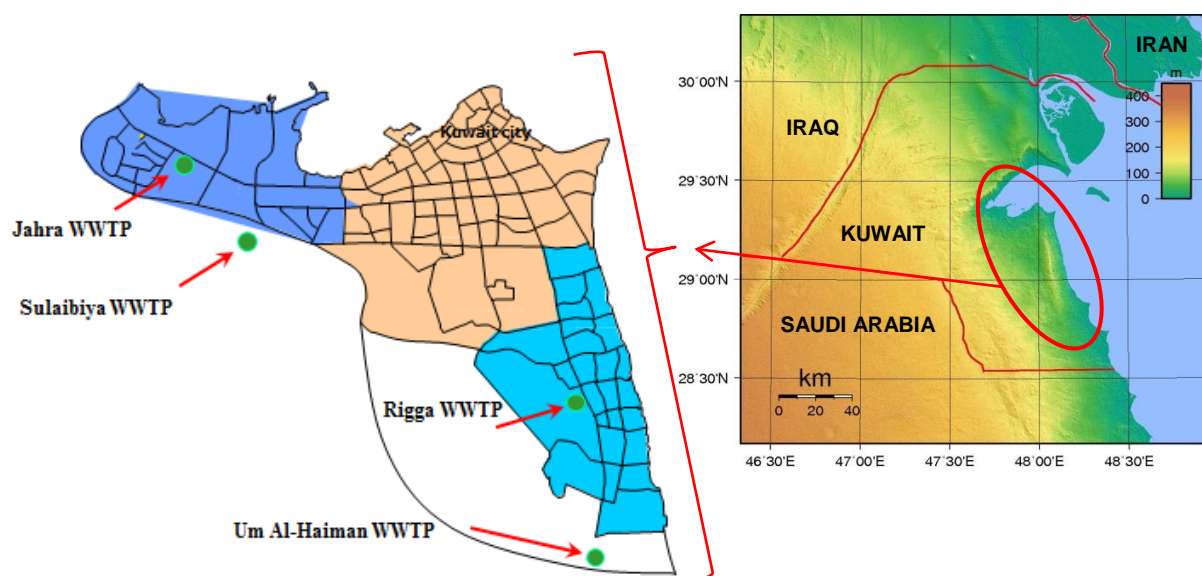 Kuwait city
Jahra WWTP
Sulaibiya WWTP
Rigga WWTP
Um Al-Haiman WWTP
IRAN
m
400
300
200
100
0
30°00'N
IRAQ
29°30'N
KUWAIT
29°00'N
SAUDI ARABIA
28°30'N
km
0 20 40
46°30'E 47°00'E 47°30'E 48°00'E 48°30'E